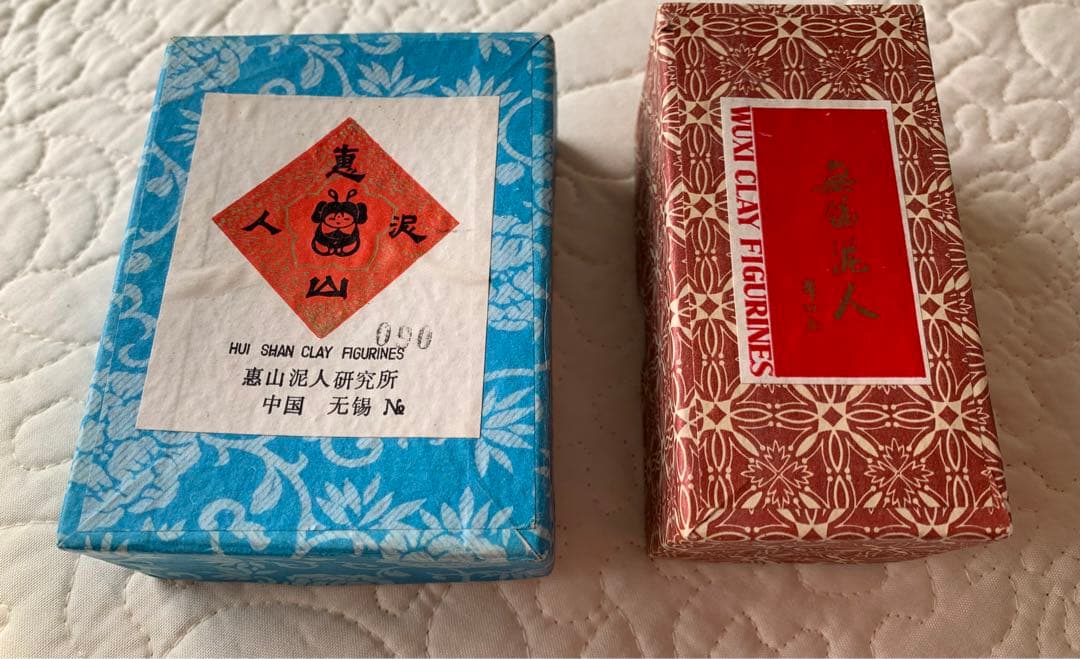 惠
人 泥
山
090
HUI SHAN CLAY FIGURINES
惠山泥人研究所
中国 无锡 №
WUXI CLAY FIGURINES
無锡泥人